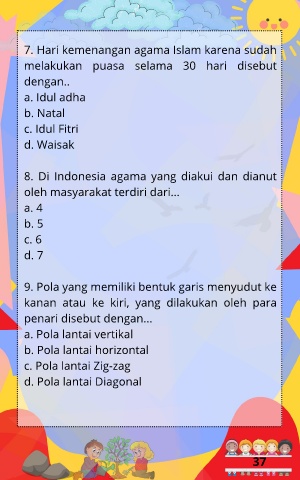 7. Hari kemenangan agama Islam karena sudah
melakukan puasa selama 30 hari disebut
dengan..
a. Idul adha
b. Natal
c. Idul Fitri
d. Waisak
8. Di Indonesia agama yang diakui dan dianut
oleh masyarakat terdiri dari...
a. 4
b. 5
c. 6
d. 7
9. Pola yang memiliki bentuk garis menyudut ke
kanan atau ke kiri, yang dilakukan oleh para
penari disebut dengan...
a. Pola lantai vertikal
b. Pola lantai horizontal
c. Pola lantai Zig-zag
d. Pola lantai Diagonal
37